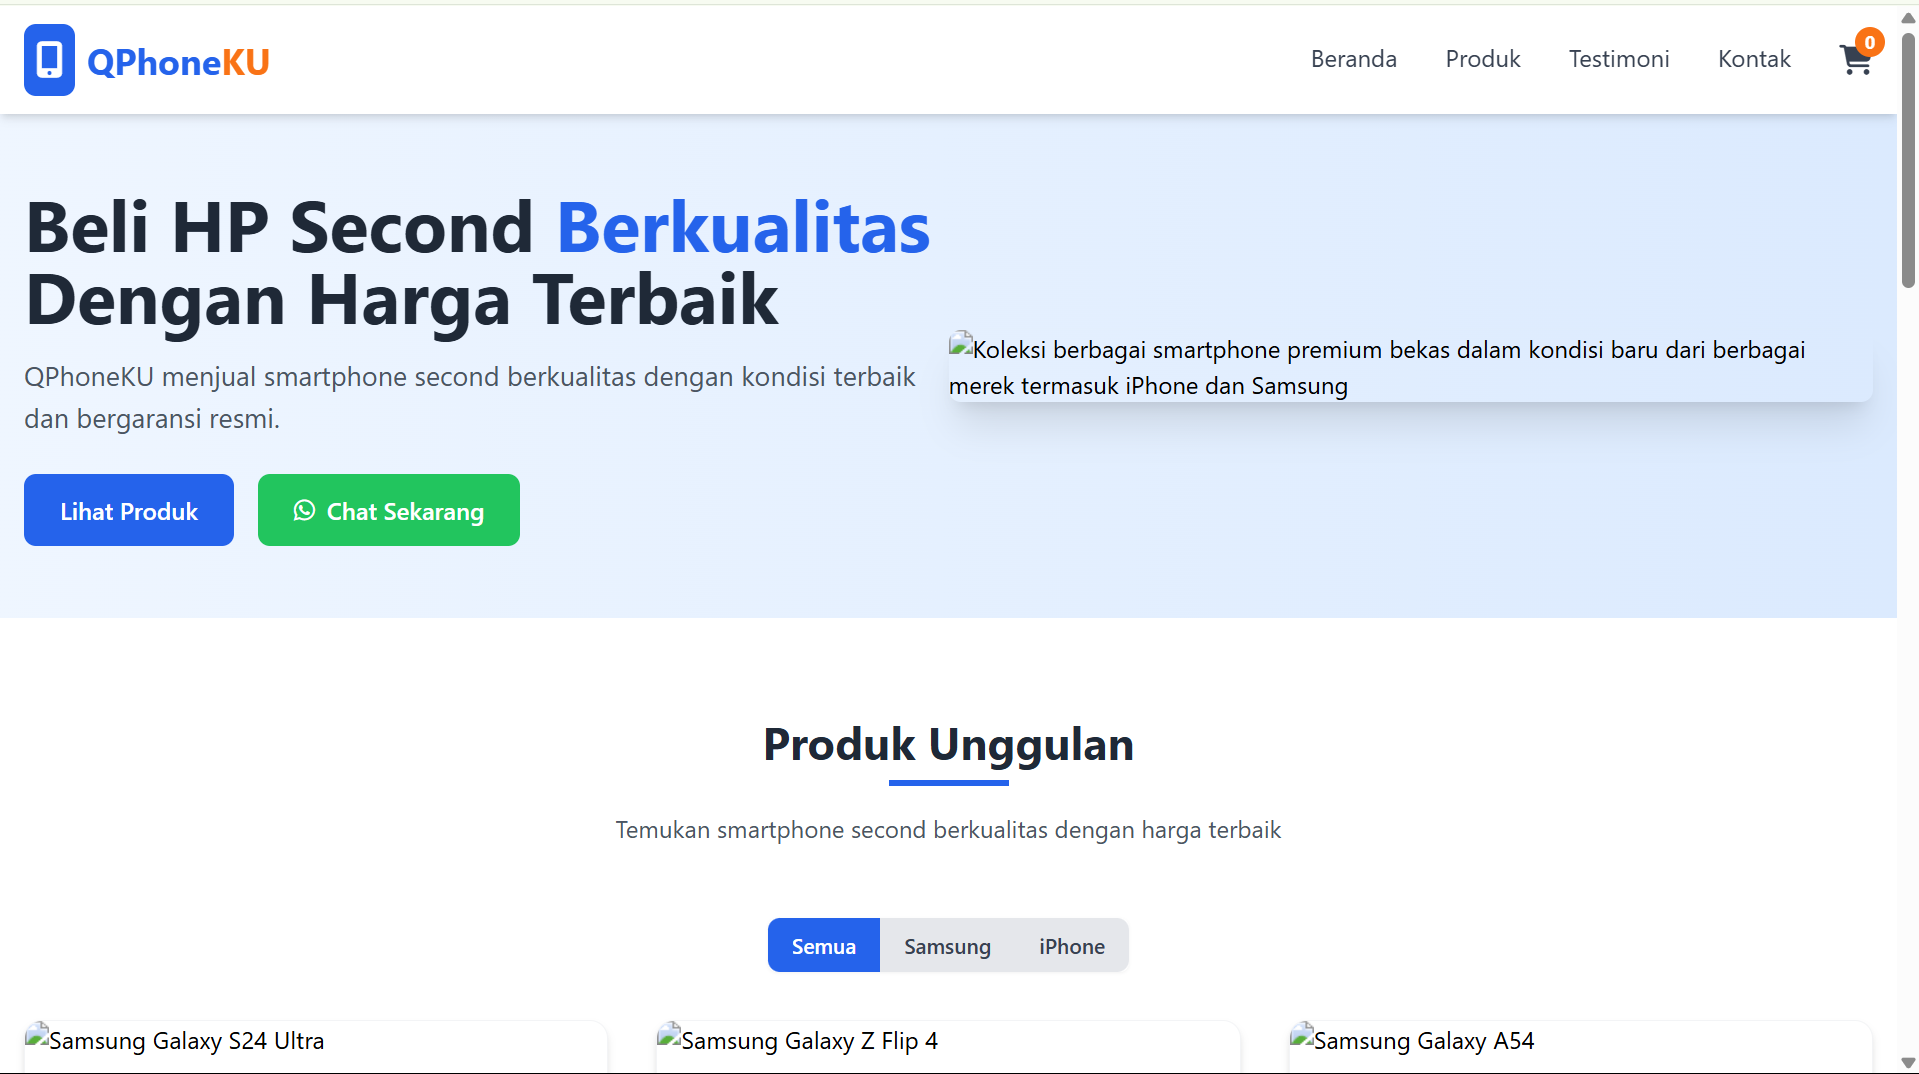 QPhoneKU
Beranda
Produk
Testimoni
Kontak
0
Beli HP Second Berkualitas
Dengan Harga Terbaik
QPhoneKU menjual smartphone second berkualitas dengan kondisi terbaik
dan bergaransi resmi.
Lihat Produk
Chat Sekarang
Koleksi berbagai smartphone premium bekas dalam kondisi baru dari berbagai
merek termasuk iPhone dan Samsung
Produk Unggulan
Temukan smartphone second berkualitas dengan harga terbaik
Semua
Samsung
iPhone
Samsung Galaxy S24 Ultra
Samsung Galaxy Z Flip 4
Samsung Galaxy A54